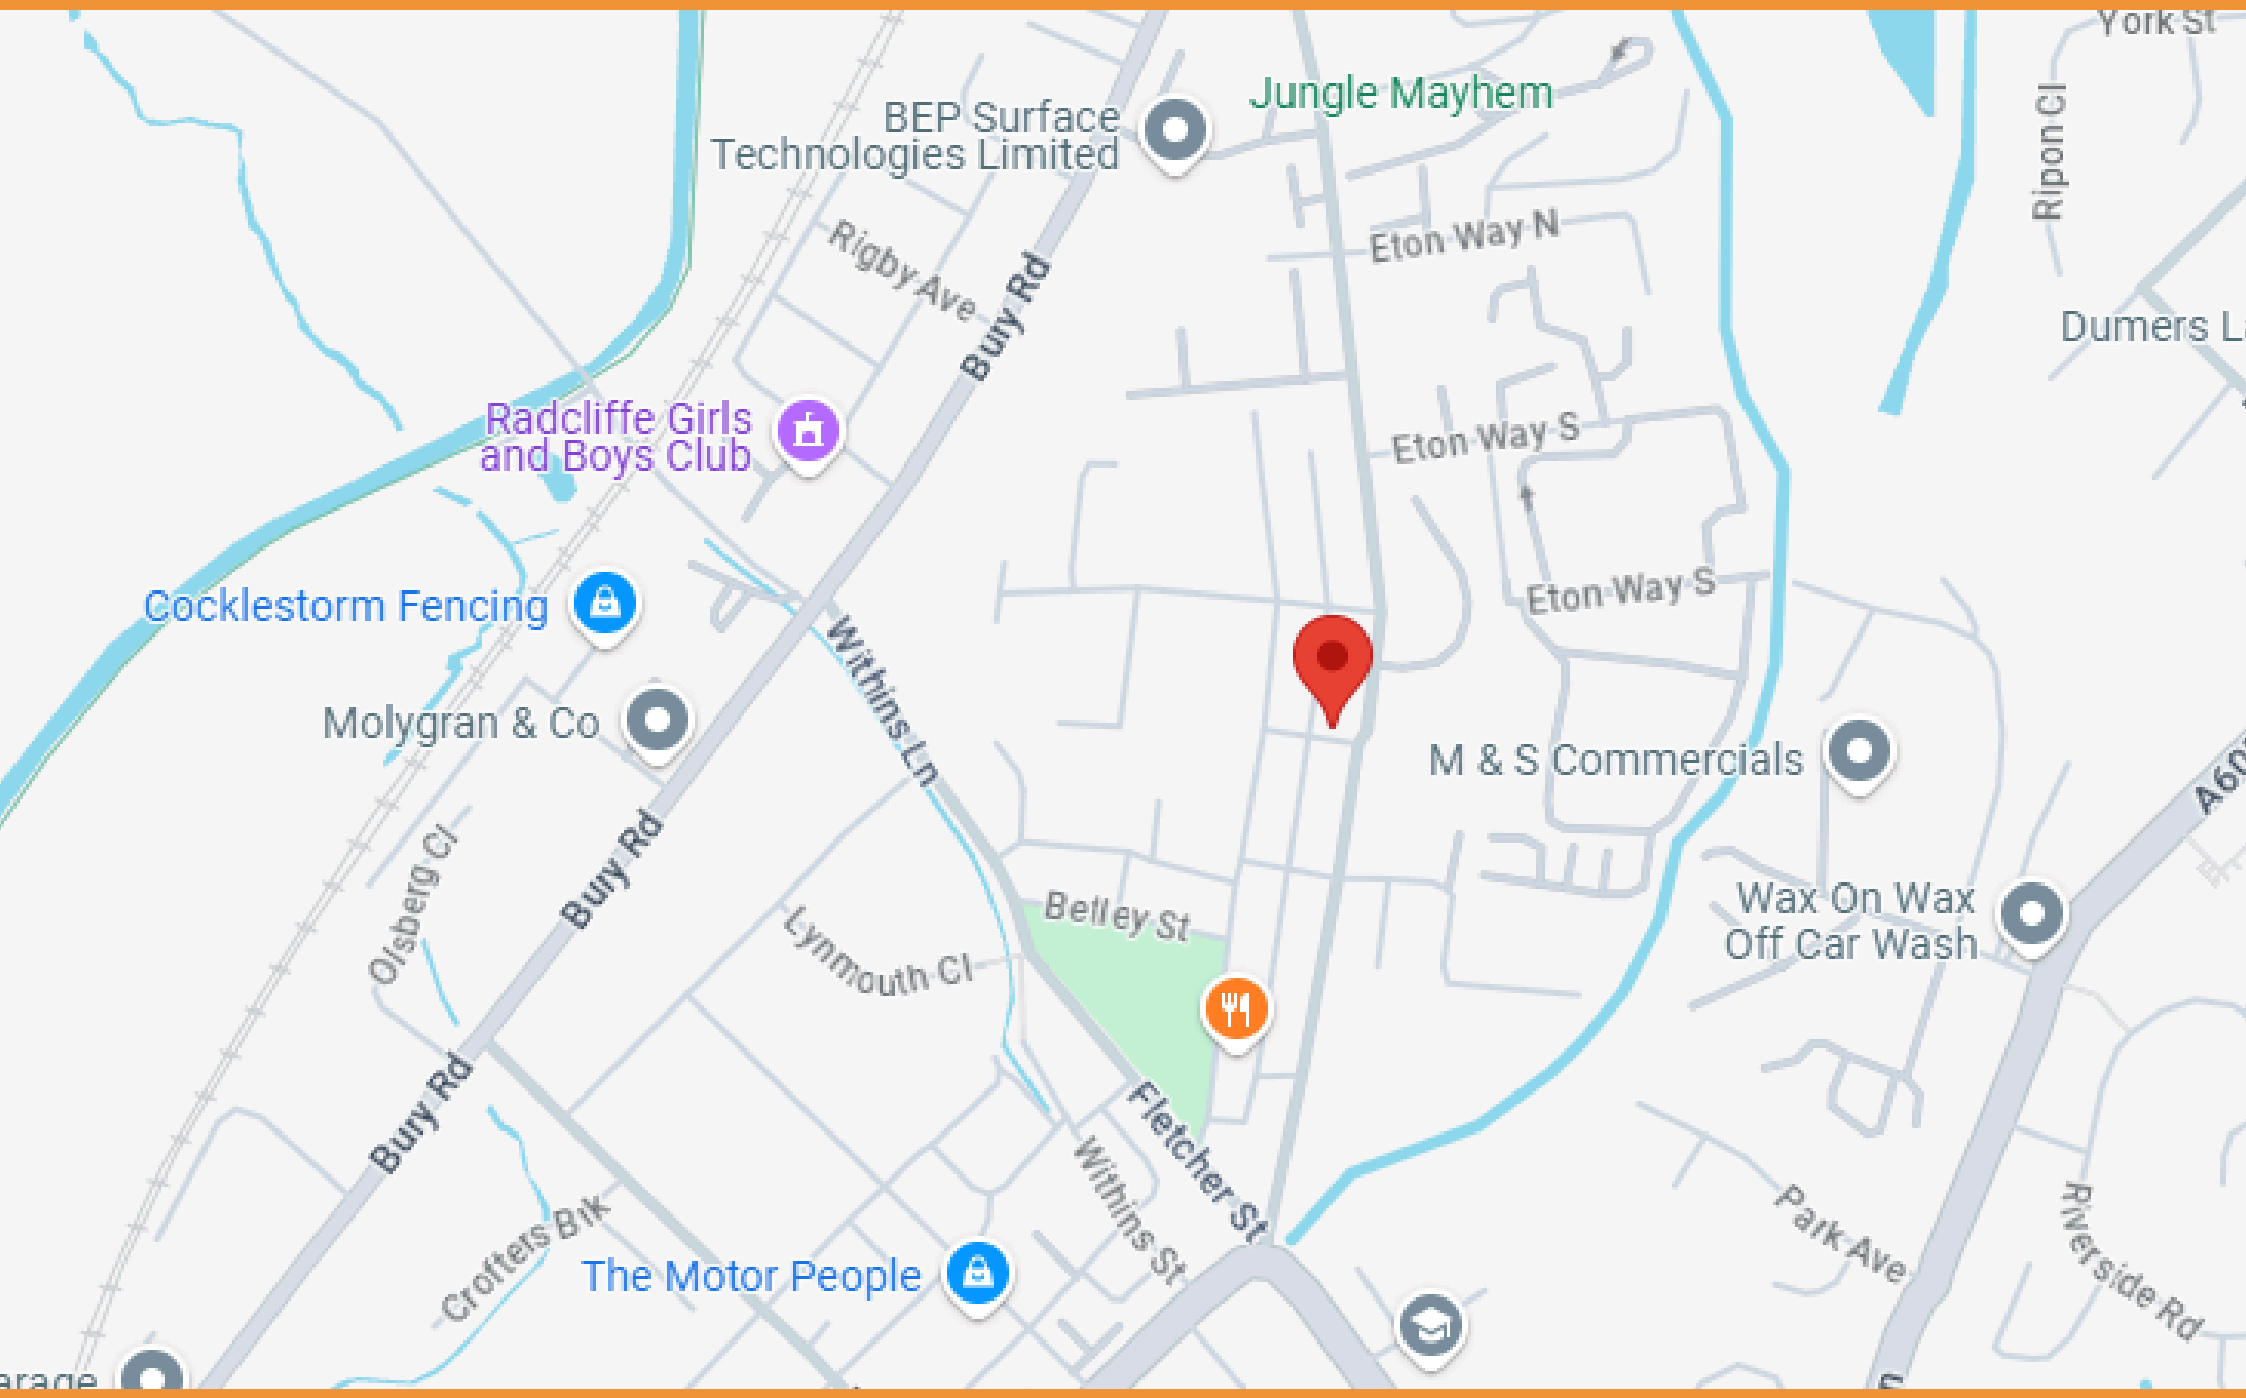 York St
Jungle Mayhem
BEP Surface
Technologies Limited
Ripon Cl
Rigby Ave
Eton Way N
Bury Rd
Dumers
Radcliffe Girls
and Boys Club
Eton Way S
Cocklestorm Fencing
Eton Way S
Withins Ln
Molygran & Co
M & S Commercials
Bury Rd
Olsberg Cl
Belley St
Wax On Wax
Off Car Wash
Lynmouth Cl
Bury Rd
Fletcher St
Withins St
Park Ave
Riverside Rd
Crofters Bnk
The Motor People